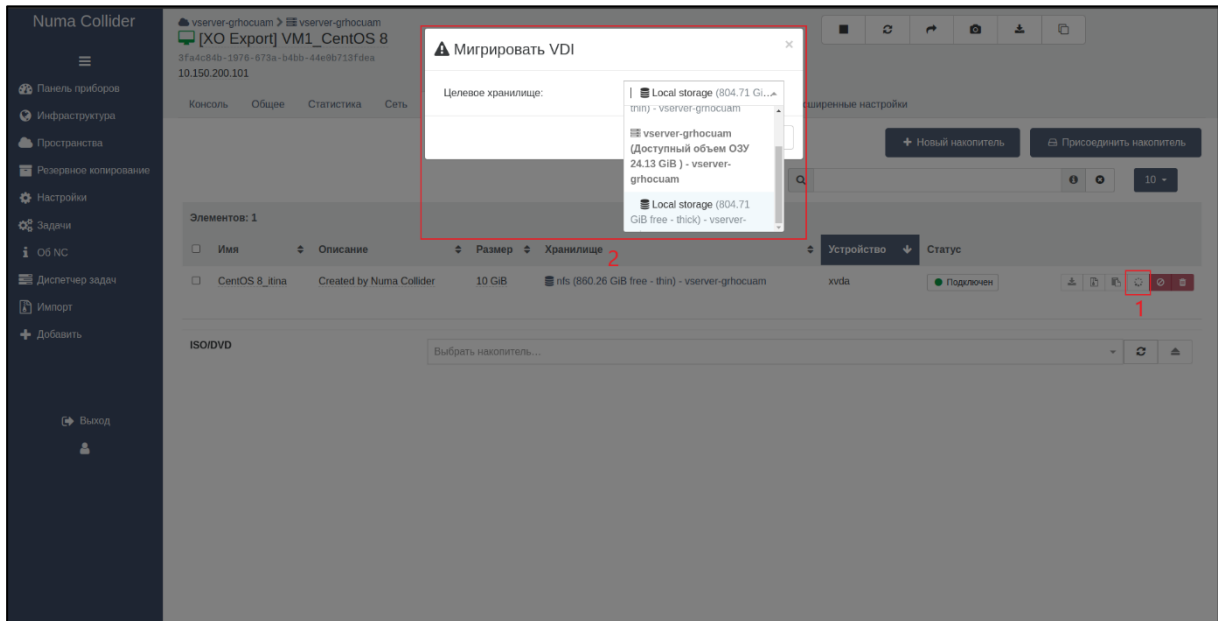 Numa Collider
Панель приборов
Инфраструктура
Пространства
Резервное копирование
Настройки
Задачи
Об NC
Диспетчер задач
Импорт
Добавить
Выход
vserver-grhocuam > vserver-grhocuam
[XO Export] VM1_CentOS 8
3fa4c84b-1976-673a-b4bb-44e0b713fdea
10.150.200.101
Консоль Общее Статистика Сеть
ширенные настройки
Мигрировать VDI ×
Целевое хранилище:
Local storage (804.71 Gi...
thin) - vserver-grhocuam
vserver-grhocuam
(Доступный объем ОЗУ
24.13 GiB ) - vserver-
grhocuam
Local storage (804.71
GiB free - thick) - vserver-
2
Новый накопитель
Присоединить накопитель
10
Элементов: 1
Имя Описание Размер Хранилище Устройство Статус
CentOS 8_itina Created by Numa Collider 10 GiB nfs (860.26 GiB free - thin) - vserver-grhocuam xvda Подключен
1
ISO/DVD
Выбрать накопитель...